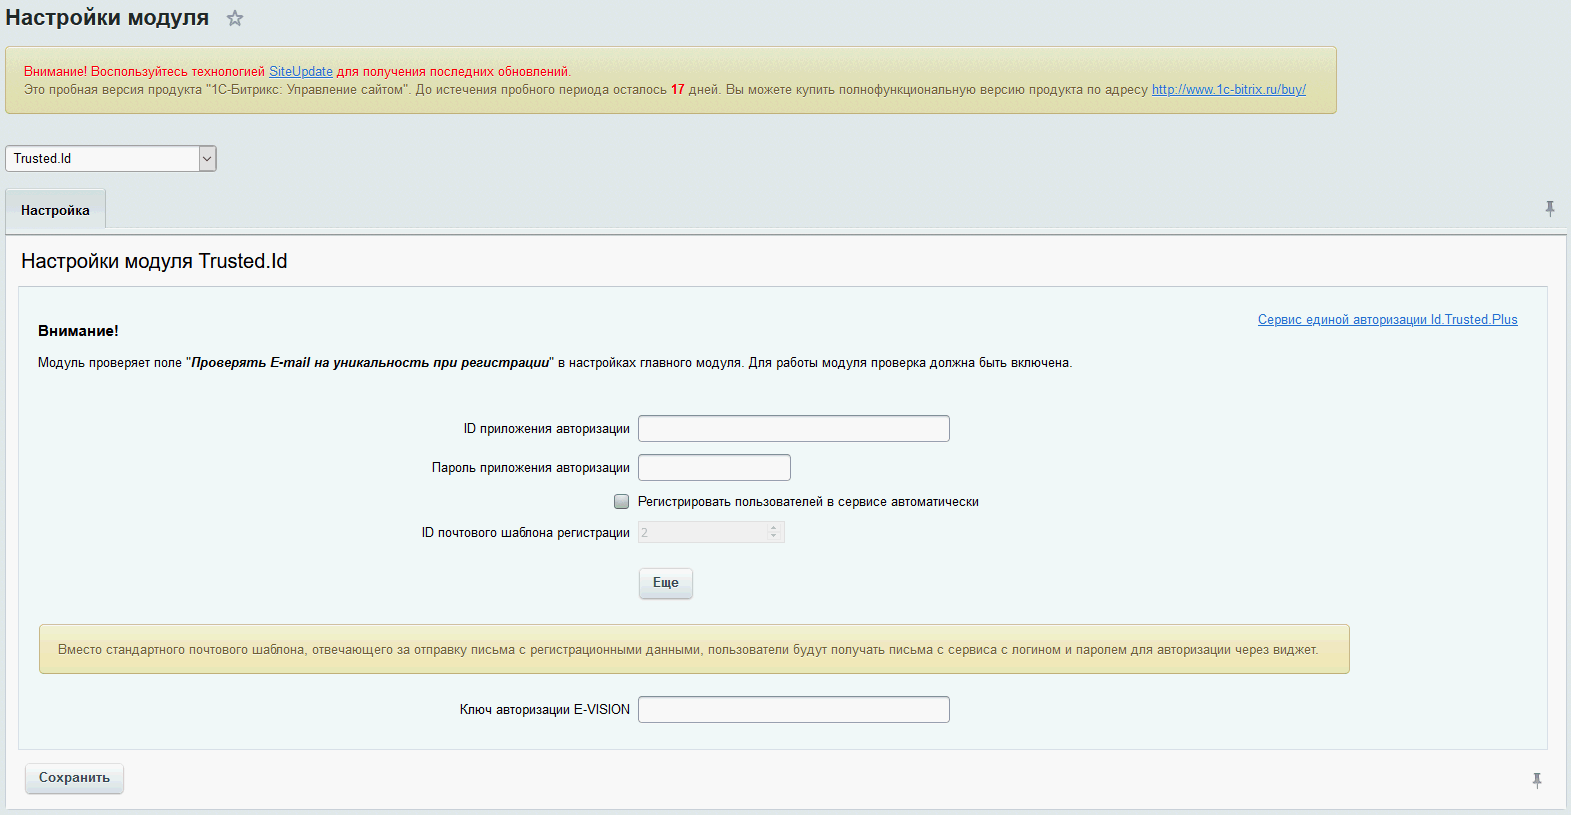 Настройки модуля
Внимание! Воспользуйтесь технологией SiteUpdate для получения последних обновлений.
Это пробная версия продукта "1С-Битрикс: Управление сайтом". До истечения пробного периода осталось 17 дней. Вы можете купить полнофункциональную версию продукта по адресу http://www.1c-bitrix.ru/buy/
Trusted.Id
Настройка
Настройки модуля Trusted.Id
Сервис единой авторизации Id.Trusted.Plus
Внимание!
Модуль проверяет поле "Проверять E-mail на уникальность при регистрации" в настройках главного модуля. Для работы модуля проверка должна быть включена.
ID приложения авторизации
Пароль приложения авторизации
Регистрировать пользователей в сервисе автоматически
ID почтового шаблона регистрации 2
Еще
Вместо стандартного почтового шаблона, отвечающего за отправку письма с регистрационными данными, пользователи будут получать письма с сервиса с логином и паролем для авторизации через виджет.
Ключ авторизации E-VISION
Сохранить